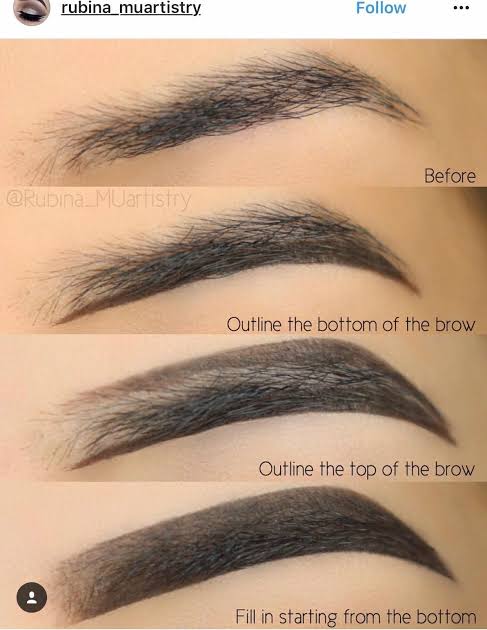 rubina_muartistry Follow
Before
@Rubina_MUartistry
Outline the bottom of the brow
Outline the top of the brow
Fill in starting from the bottom